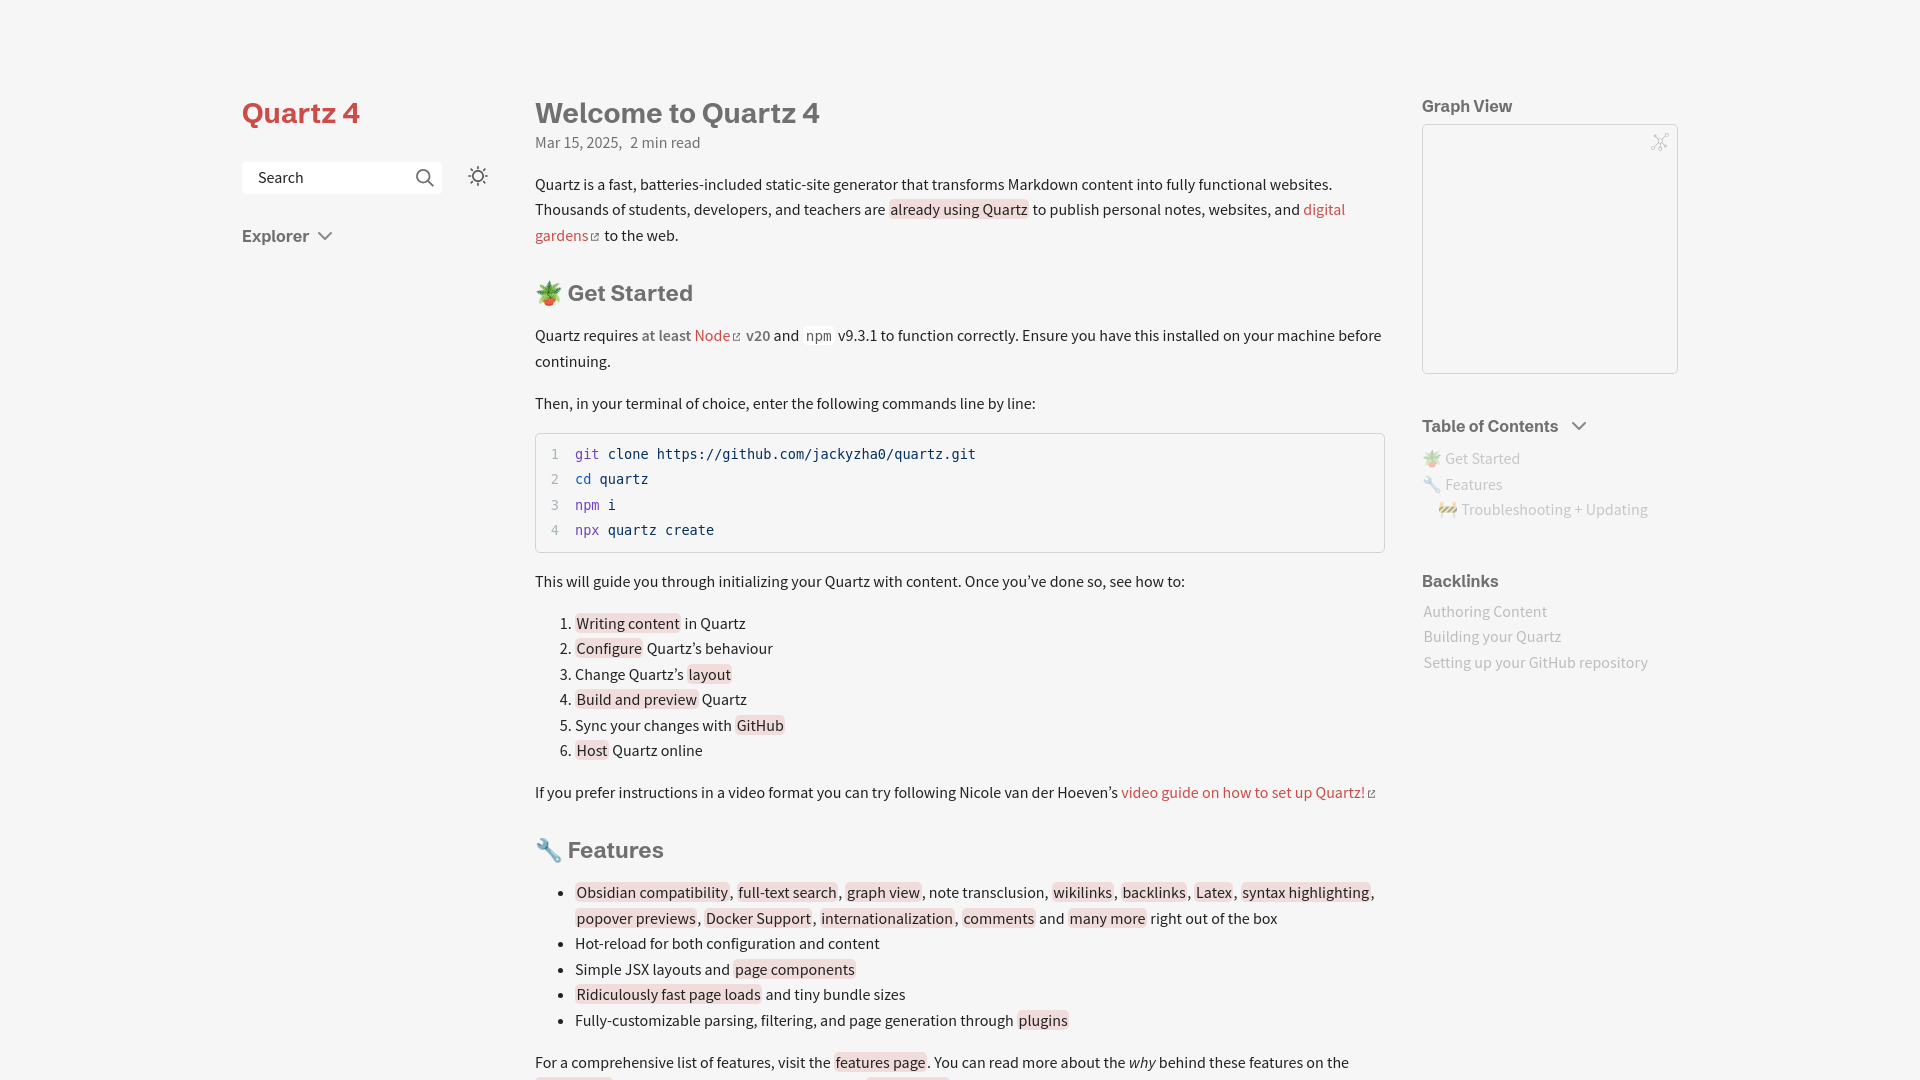 Quartz 4
Search
Explorer
Welcome to Quartz 4
Mar 15, 2025, 2 min read
Quartz is a fast, batteries-included static-site generator that transforms Markdown content into fully functional websites.
Thousands of students, developers, and teachers are already using Quartz to publish personal notes, websites, and digital
gardens to the web.
🪴 Get Started
Quartz requires at least Node v20 and npm v9.3.1 to function correctly. Ensure you have this installed on your machine before
continuing.
Then, in your terminal of choice, enter the following commands line by line:
1 git clone https://github.com/jackyzha0/quartz.git
2 cd quartz
3 npm i
4 npx quartz create
This will guide you through initializing your Quartz with content. Once you’ve done so, see how to:
1. Writing content in Quartz
2. Configure Quartz’s behaviour
3. Change Quartz’s layout
4. Build and preview Quartz
5. Sync your changes with GitHub
6. Host Quartz online
If you prefer instructions in a video format you can try following Nicole van der Hoeven’s video guide on how to set up Quartz!
🔧 Features
• Obsidian compatibility, full-text search, graph view, note transclusion, wikilinks, backlinks, Latex, syntax highlighting,
popover previews, Docker Support, internationalization, comments and many more right out of the box
• Hot-reload for both configuration and content
• Simple JSX layouts and page components
• Ridiculously fast page loads and tiny bundle sizes
• Fully-customizable parsing, filtering, and page generation through plugins
For a comprehensive list of features, visit the features page. You can read more about the why behind these features on the
Graph View
Table of Contents
🪴 Get Started
🔧 Features
🚧 Troubleshooting + Updating
Backlinks
Authoring Content
Building your Quartz
Setting up your GitHub repository